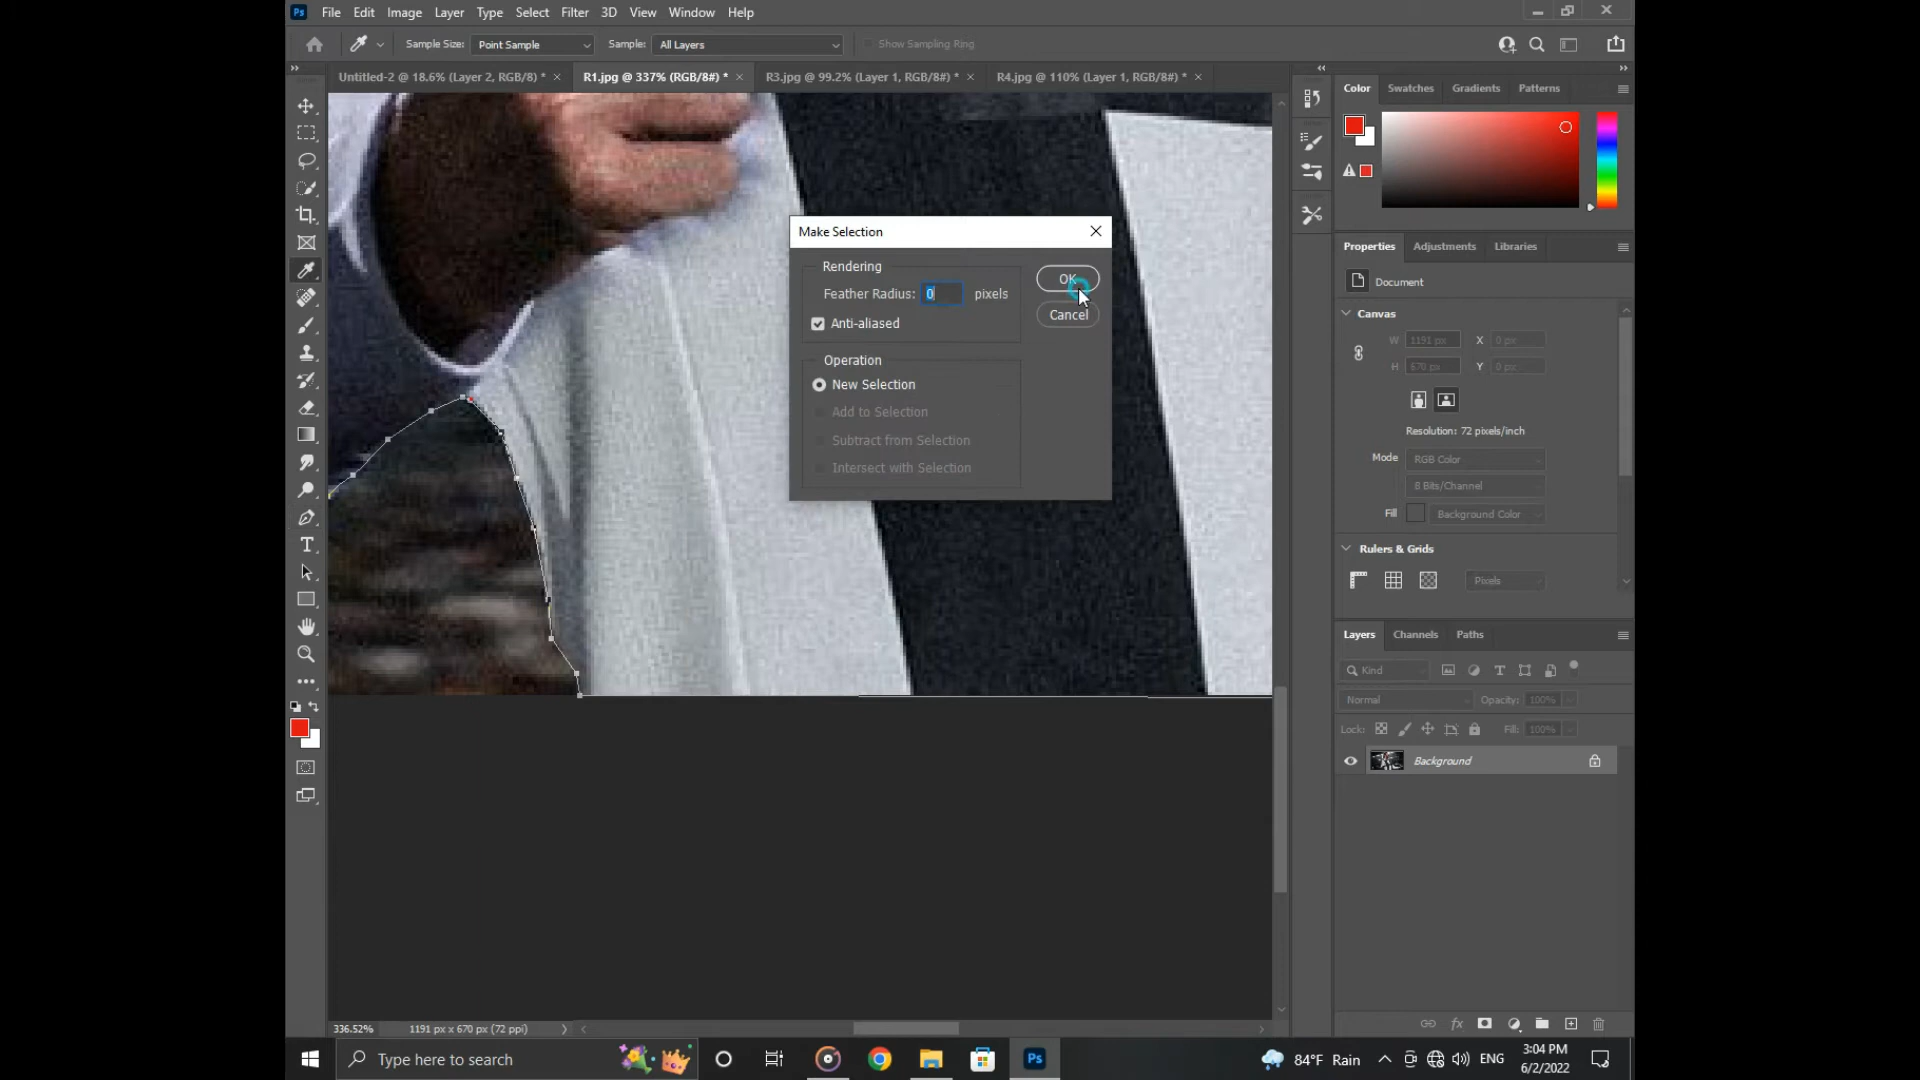 Ps File Edit Image Layer Type Select Filter 3D View Window Help
Sample Size: Point Sample Sample: All Layers Show Sampling Ring
Untitled-2 @ 18.6% (Layer 2, RGB/8) * R1.jpg @ 337% (RGB/8#) * R3.jpg @ 99.2% (Layer 1, RGB/8#) * R4.jpg @ 110% (Layer 1, RGB/8#) *
Color Swatches Gradients Patterns
Make Selection
Rendering
Feather Radius: 0 pixels
Anti-aliased
OK
Cancel
Operation
New Selection
Add to Selection
Subtract from Selection
Intersect with Selection
Properties Adjustments Libraries
Document
Canvas
W 1191 px X 0 px
H 670 px Y 0 px
Resolution: 72 pixels/inch
Mode RGB Color
8 Bits/Channel
Fill Background Color
Rulers & Grids
Pixels
Layers Channels Paths
Kind
Normal Opacity: 100%
Lock: Fill: 100%
Background
336.52% 1191 px x 670 px (72 ppi)
Type here to search
Ps
84°F Rain
ENG
3:04 PM
6/2/2022